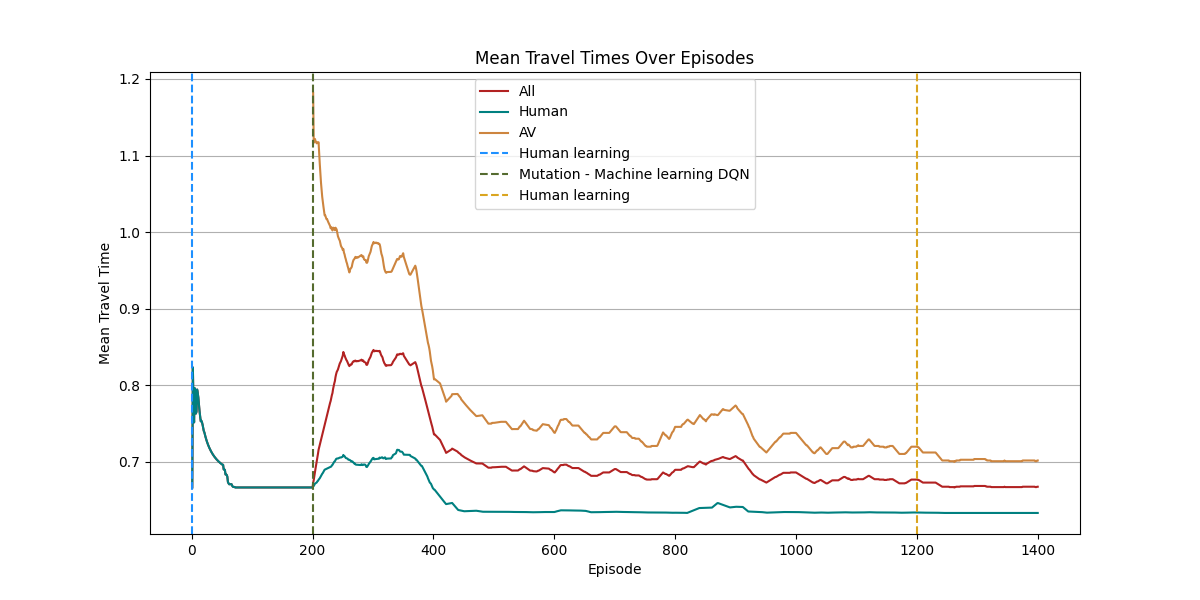 Mean Travel Times Over Episodes
1.2
1.1
1.0
0.9
0.8
0.7
Mean Travel Time
All
Human
AV
Human learning
Mutation - Machine learning DQN
Human learning
0 200 400 600 800 1000 1200 1400
Episode